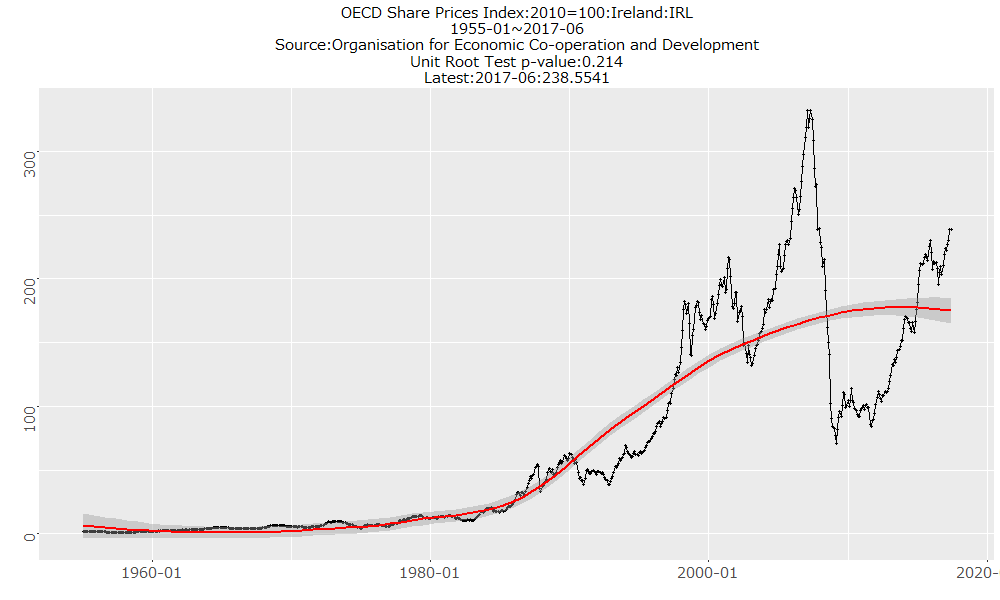 OECD Share Prices Index:2010=100:Ireland:IRL
1955-01~2017-06
Source:Organisation for Economic Co-operation and Development
Unit Root Test p-value:0.214
Latest:2017-06:238.5541
300
200
100
0
1960-01
1980-01
2000-01
2020-